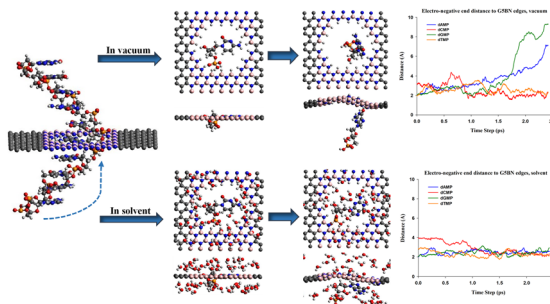 In vacuum
Electro-negative end distance to G5BN edges, vacuum
dAMP
dCMP
dGMP
dTMP
Distance (A)
10
8
6
4
2
0
0.0
0.5
1.0
1.5
2.0
Time Step (ps)
In solvent
Electro-negative end distance to G5BN edges, solvent
dAMP
dCMP
dGMP
dTMP
Distance (A)
10
8
6
4
2
0
0.0
0.5
1.0
1.5
2.0
Time Step (ps)